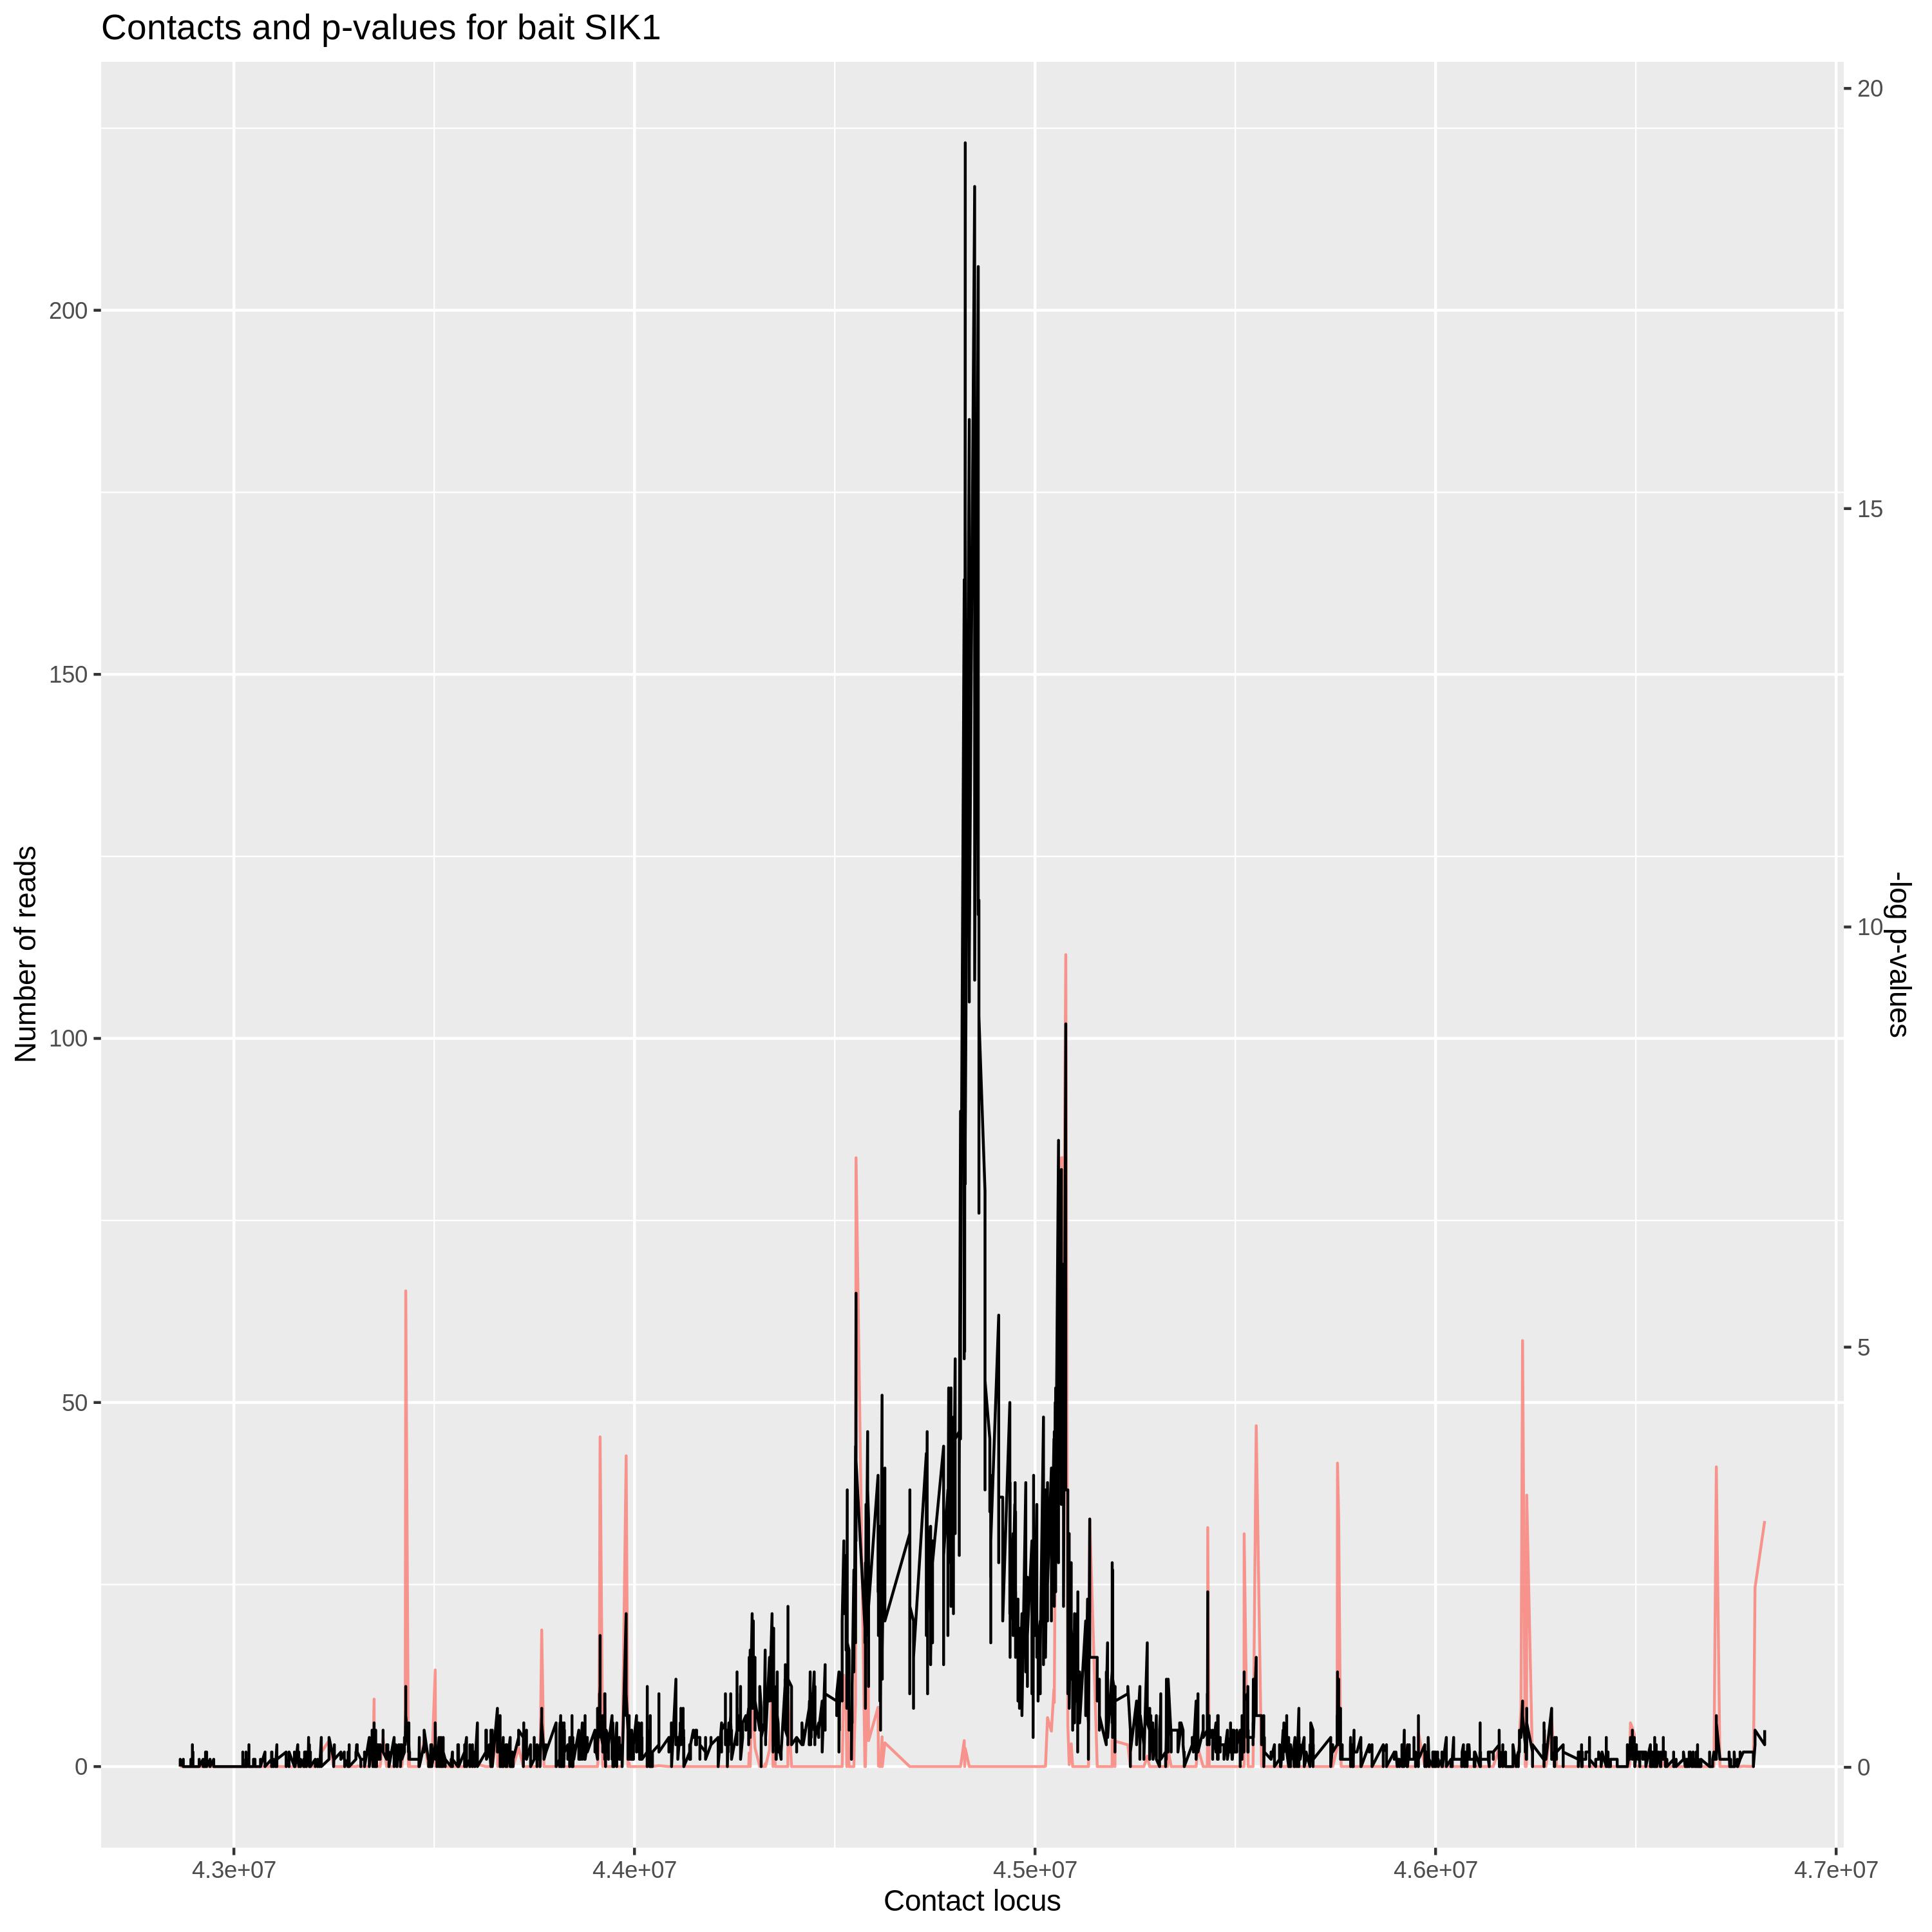 Contacts and p-values for bait SIK1
Number of reads
200
150
100
50
0
20
15
10
5
0
-log p-values
4.3e+07
4.4e+07
4.5e+07
4.6e+07
4.7e+07
Contact locus